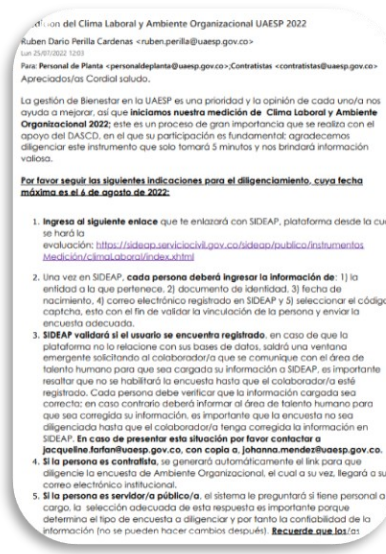 del Clima Laboral y Ambiente Organizacional UAESP 2022
Ruben Dario Perilla Cardenas <ruben.perilla@uaesp.gov.co>
Lun 25/07/2022 12:03
Para: Personal de Planta <personaldeplanta@uaesp.gov.co>;Contratistas <contratistas@uaesp.gov.co>
Apreciados/as Cordial saludo.
La gestión de Bienestar en la UAESP es una prioridad y la opinión de cada uno/a nos
ayuda a mejorar, así que iniciamos nuestra medición de Clima Laboral y Ambiente
Organizacional 2022; este es un proceso de gran importancia que se realiza con el
apoyo del DASCD, en el que su participación es fundamental; agradecemos
diligenciar este instrumento que solo tomará 5 minutos y nos brindará información
valiosa.
Por favor seguir las siguientes indicaciones para el diligenciamiento, cuya fecha
máxima es el 6 de agosto de 2022:
1. Ingresa al siguiente enlace que te enlazará con SIDEAP, plataforma desde la cua
se hará la
evaluación: https://sideap.serviciocivil.gov.co/sideap/publico/instrumentos
Medición/climaLaboral/index.xhtml
2. Una vez en SIDEAP, cada persona deberá ingresar la información de: 1) la
entidad a la que pertenece, 2) documento de identidad, 3) fecha de
nacimiento, 4) correo electrónico registrado en SIDEAP y 5) seleccionar el código
captcha, esto con el fin de validar la vinculación de la persona y enviar la
encuesta adecuada.
3. SIDEAP validará si el usuario se encuentra registrado, en caso de que la
plataforma no lo relacione con sus bases de datos, saldrá una ventana
emergente solicitando al colaborador/a que se comunique con el área de
talento humano para que sea cargada su información a SIDEAP, es importante
resaltar que no se habilitará la encuesta hasta que el colaborador/a esté
registrado. Cada persona debe verificar que la información cargada sea
correcta; en caso contrario deberá informar al área de talento humano para
que sea corregida su información, es importante que la encuesta no sea
diligenciada hasta que el colaborador/a tenga corregida la información en
SIDEAP. En caso de presentar esta situación por favor contactar a
jacqueline.farfan@uaesp.gov.co, con copia a, johanna.mendez@uaesp.gov.co.
4. Si la persona es contratista, se generará automáticamente el link para que
diligencie la encuesta de Ambiente Organizacional, el cual a su vez, llegará a su
correo electrónico institucional.
5. Si la persona es servidor/a público/a, el sistema le preguntará si tiene personal a
cargo, la selección adecuada de esta respuesta es importante porque
determina el tipo de encuesta a diligenciar y por tanto la confiabilidad de la
información (no se pueden hacer cambios después). Recuerde que los/as